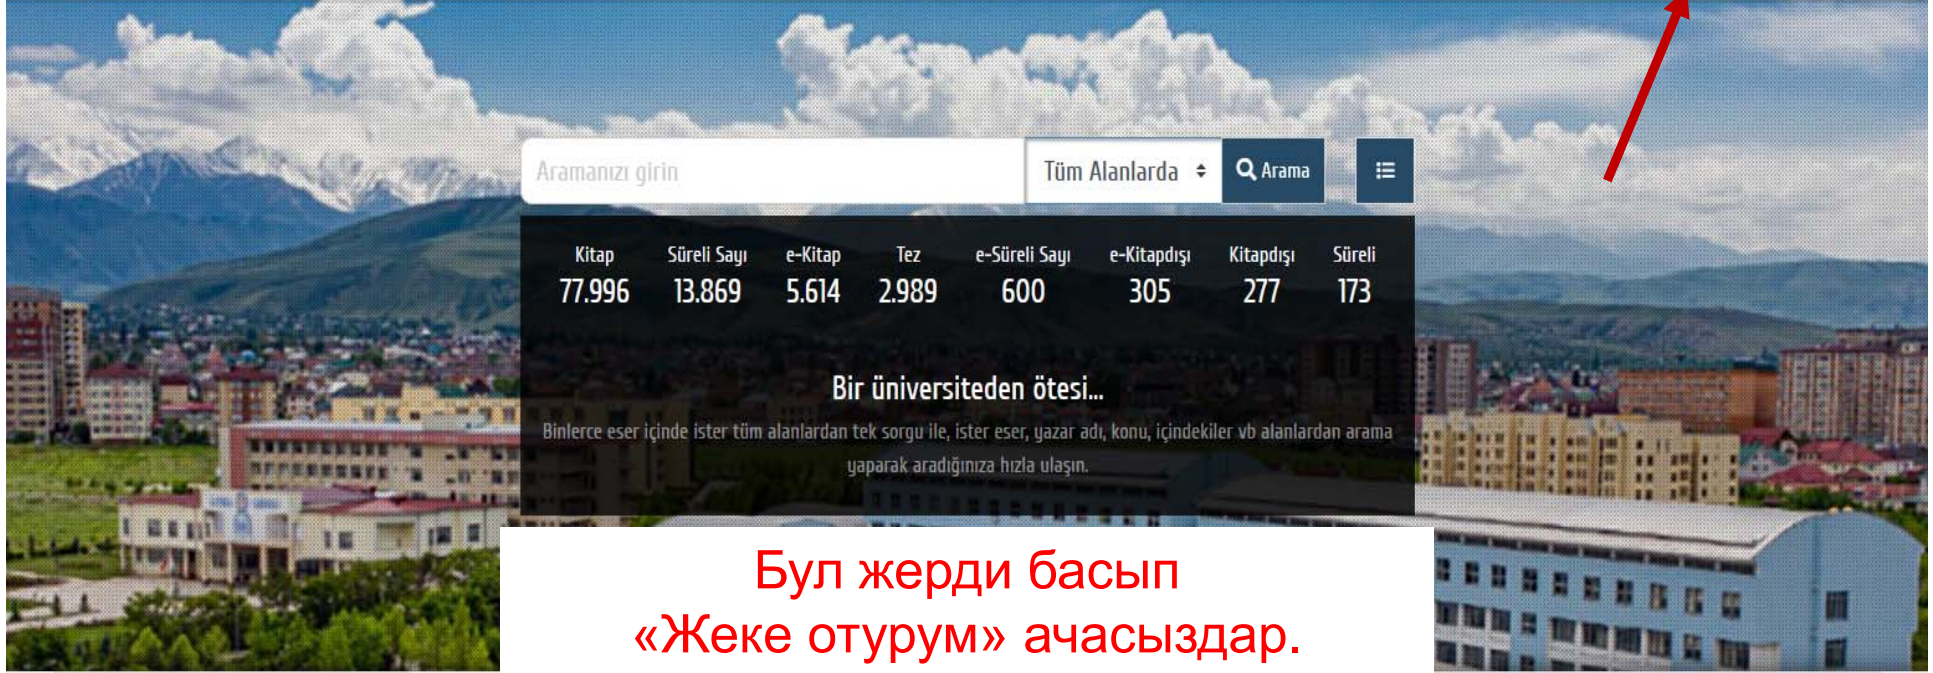 Aramanızı girin Tüm Alanlarda Arama
Kitap Süreli Sayı e-Kitap Tez e-Süreli Sayı e-Kitapdışı Kitapdışı Süreli
77.996 13.869 5.614 2.989 600 305 277 173
Bir üniversiteden ötesi...
Binlerce eser içinde ister tüm alanlardan tek sorgu ile, ister eser, yazar adı, konu, içindekiler vb alanlardan arama
yaparak aradığınıza hızla ulaşın.
Бул жерди басып
«Жеке отурум» ачасыздар.